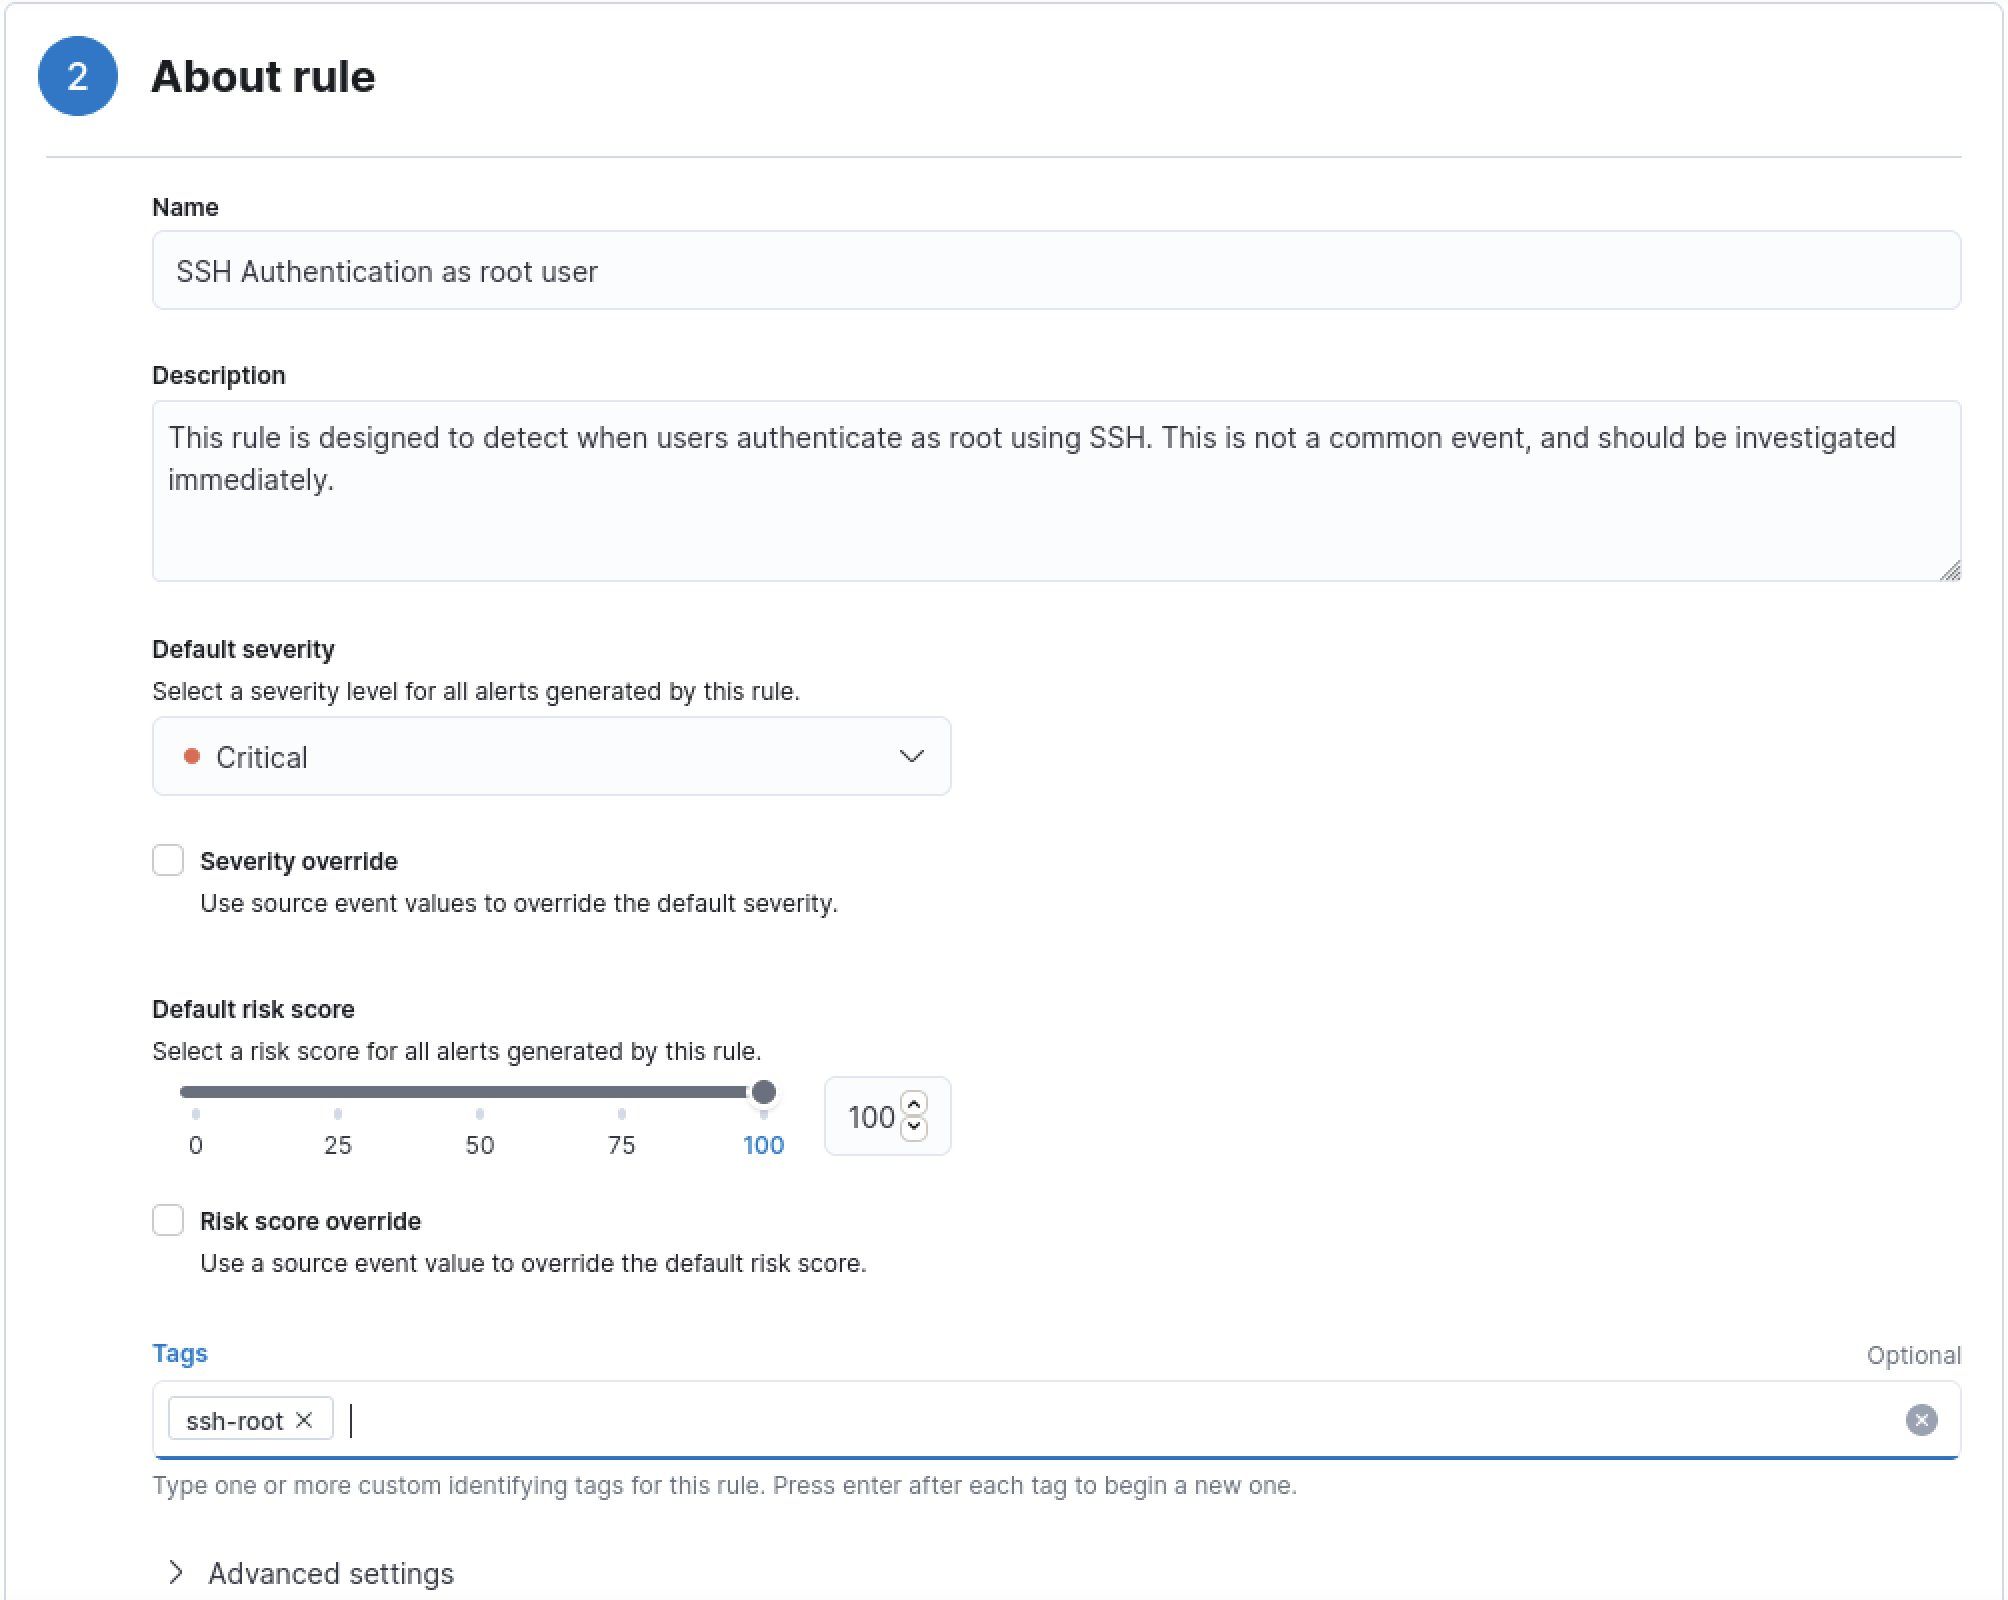 2
About rule
Name
SSH Authentication as root user
Description
This rule is designed to detect when users authenticate as root using SSH. This is not a common event, and should be investigated
immediately.
Default severity
Select a severity level for all alerts generated by this rule.
Critical
Severity override
Use source event values to override the default severity.
Default risk score
Select a risk score for all alerts generated by this rule.
100
0 25 50 75 100
Risk score override
Use a source event value to override the default risk score.
Tags Optional
ssh-root
Type one or more custom identifying tags for this rule. Press enter after each tag to begin a new one.
Advanced settings